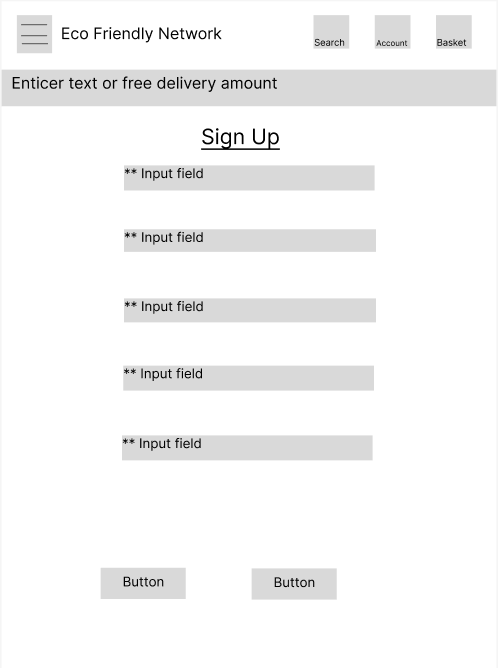 Eco Friendly Network
Search
Account
Basket
Enticer text or free delivery amount
Sign Up
** Input field
** Input field
** Input field
** Input field
** Input field
Button
Button